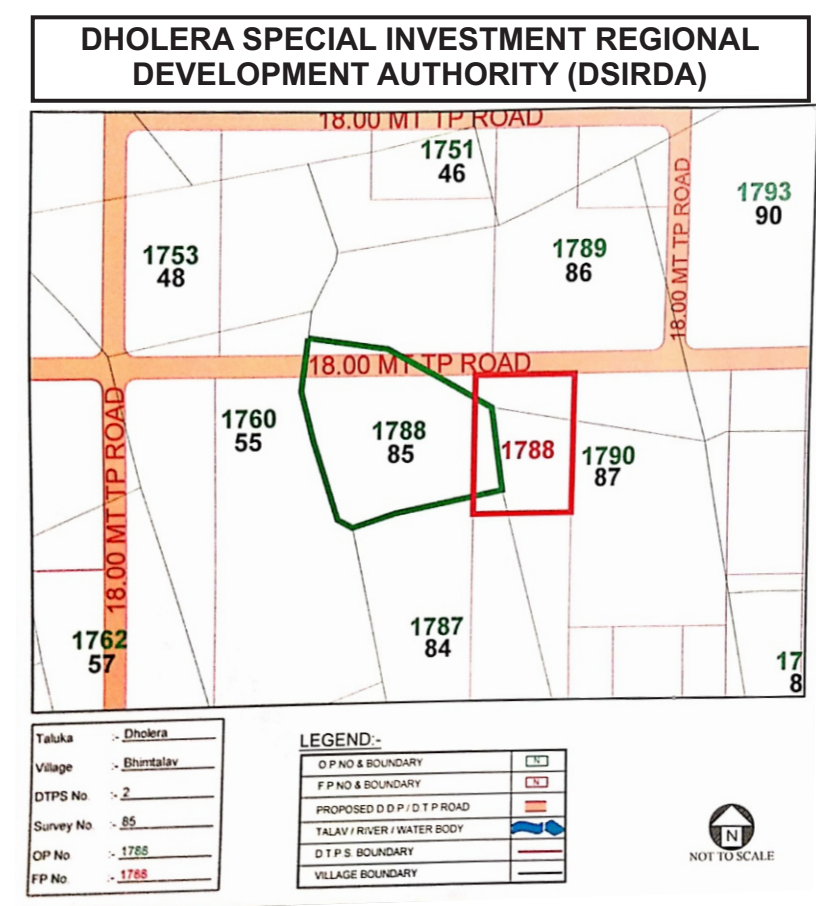 DHOLERA SPECIAL INVESTMENT REGIONAL
DEVELOPMENT AUTHORITY (DSIRDA)
18.00 MT TP ROAD
1751
46
1793
90
18.00 MT TP ROAD
1753
48
1789
86
18.00 MT TP ROAD
18.00 MT TP ROAD
1760
55
1788
85
1788
1790
87
1762
57
1787
84
17
8
Taluka :- Dholera
Village :- Bhimtalav
DTPS No. :- 2
Survey No. :- 85
OP No :- 1788
FP No. :- 1788
LEGEND:-
O P NO & BOUNDARY N
F P NO & BOUNDARY N
PROPOSED D D P / D T P ROAD
TALAV / RIVER / WATER BODY
D T P S. BOUNDARY
VILLAGE BOUNDARY
N
NOT TO SCALE